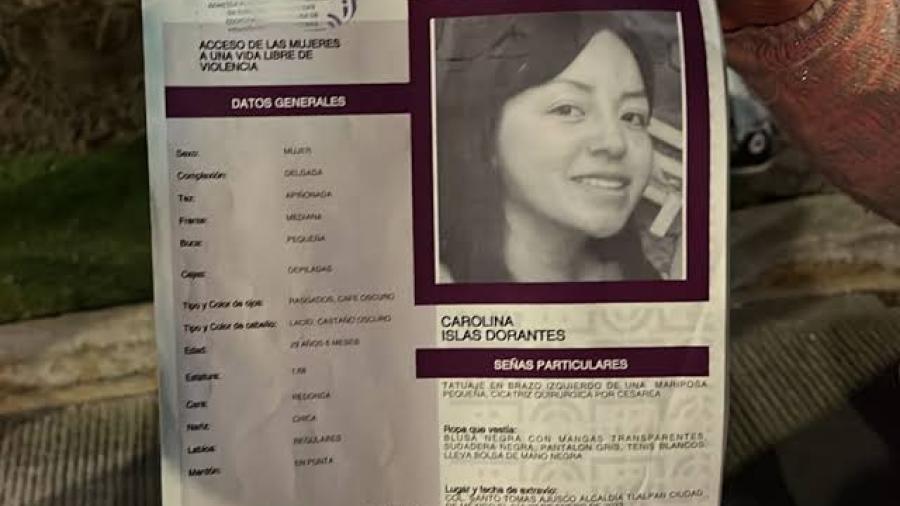 ACCESO DE LAS MUJERES
A UNA VIDA LIBRE DE
VIOLENCIA
DATOS GENERALES
Sexo: MUJER
Complexión: DELGADA
Tez: APIÑONADA
Frente: MEDIANA
Boca: PEQUEÑA
Cejas: DEPILADAS
Tipo y Color de ojos: RASGADOS, CAFE OSCURO
Tipo y Color de cabello: LACIO, CASTAÑO OSCURO
Edad: 29 AÑOS 6 MESES
Estatura:
Cara: REDONDA
Nariz: CHICA
Labios: REGULARES
Mentón: EN PUNTA
CAROLINA
ISLAS DORANTES
SEÑAS PARTICULARES
TATUAJE EN BRAZO IZQUIERDO DE UNA MARIPOSA
PEQUEÑA, CICATRIZ QUIRURGICA POR CESAREA
Ropa que vestía:
BLUSA NEGRA CON MANGAS TRANSPARENTES,
SUDADERA NEGRA, PANTALON GRIS, TENIS BLANCOS.
LLEVA BOLSA DE MANO NEGRA
Lugar y fecha de extravío:
COL. SANTO TOMAS AJUSCO ALCALDIA TLALPAN CIUDAD